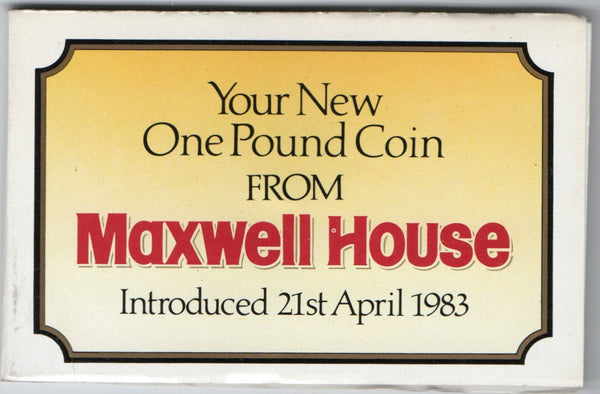 Your New
One Pound Coin
FROM
Maxwell House
Introduced 21st April 1983